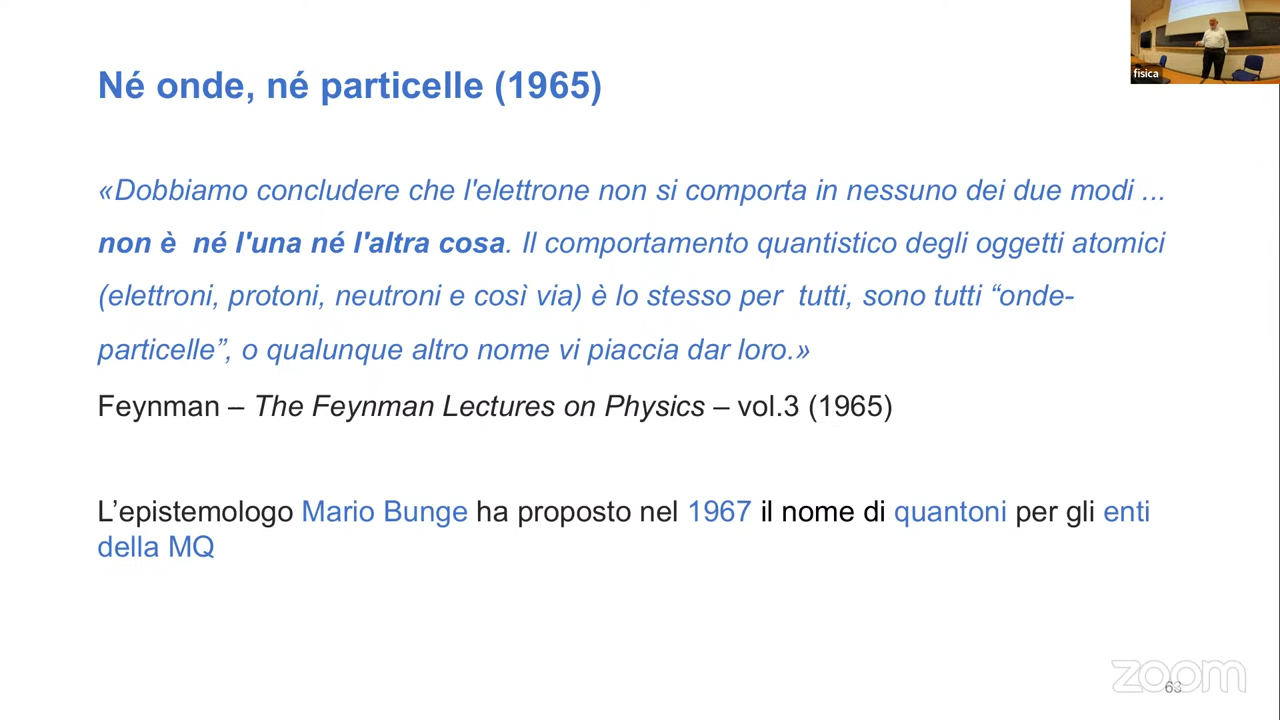 fisica
Né onde, né particelle (1965)
«Dobbiamo concludere che l'elettrone non si comporta in nessuno dei due modi ...
non è né l'una né l'altra cosa. Il comportamento quantistico degli oggetti atomici
(elettroni, protoni, neutroni e così via) è lo stesso per tutti, sono tutti “onde-
particelle”, o qualunque altro nome vi piaccia dar loro.»
Feynman – The Feynman Lectures on Physics – vol.3 (1965)
L’epistemologo Mario Bunge ha proposto nel 1967 il nome di quantoni per gli enti
della MQ
zoom